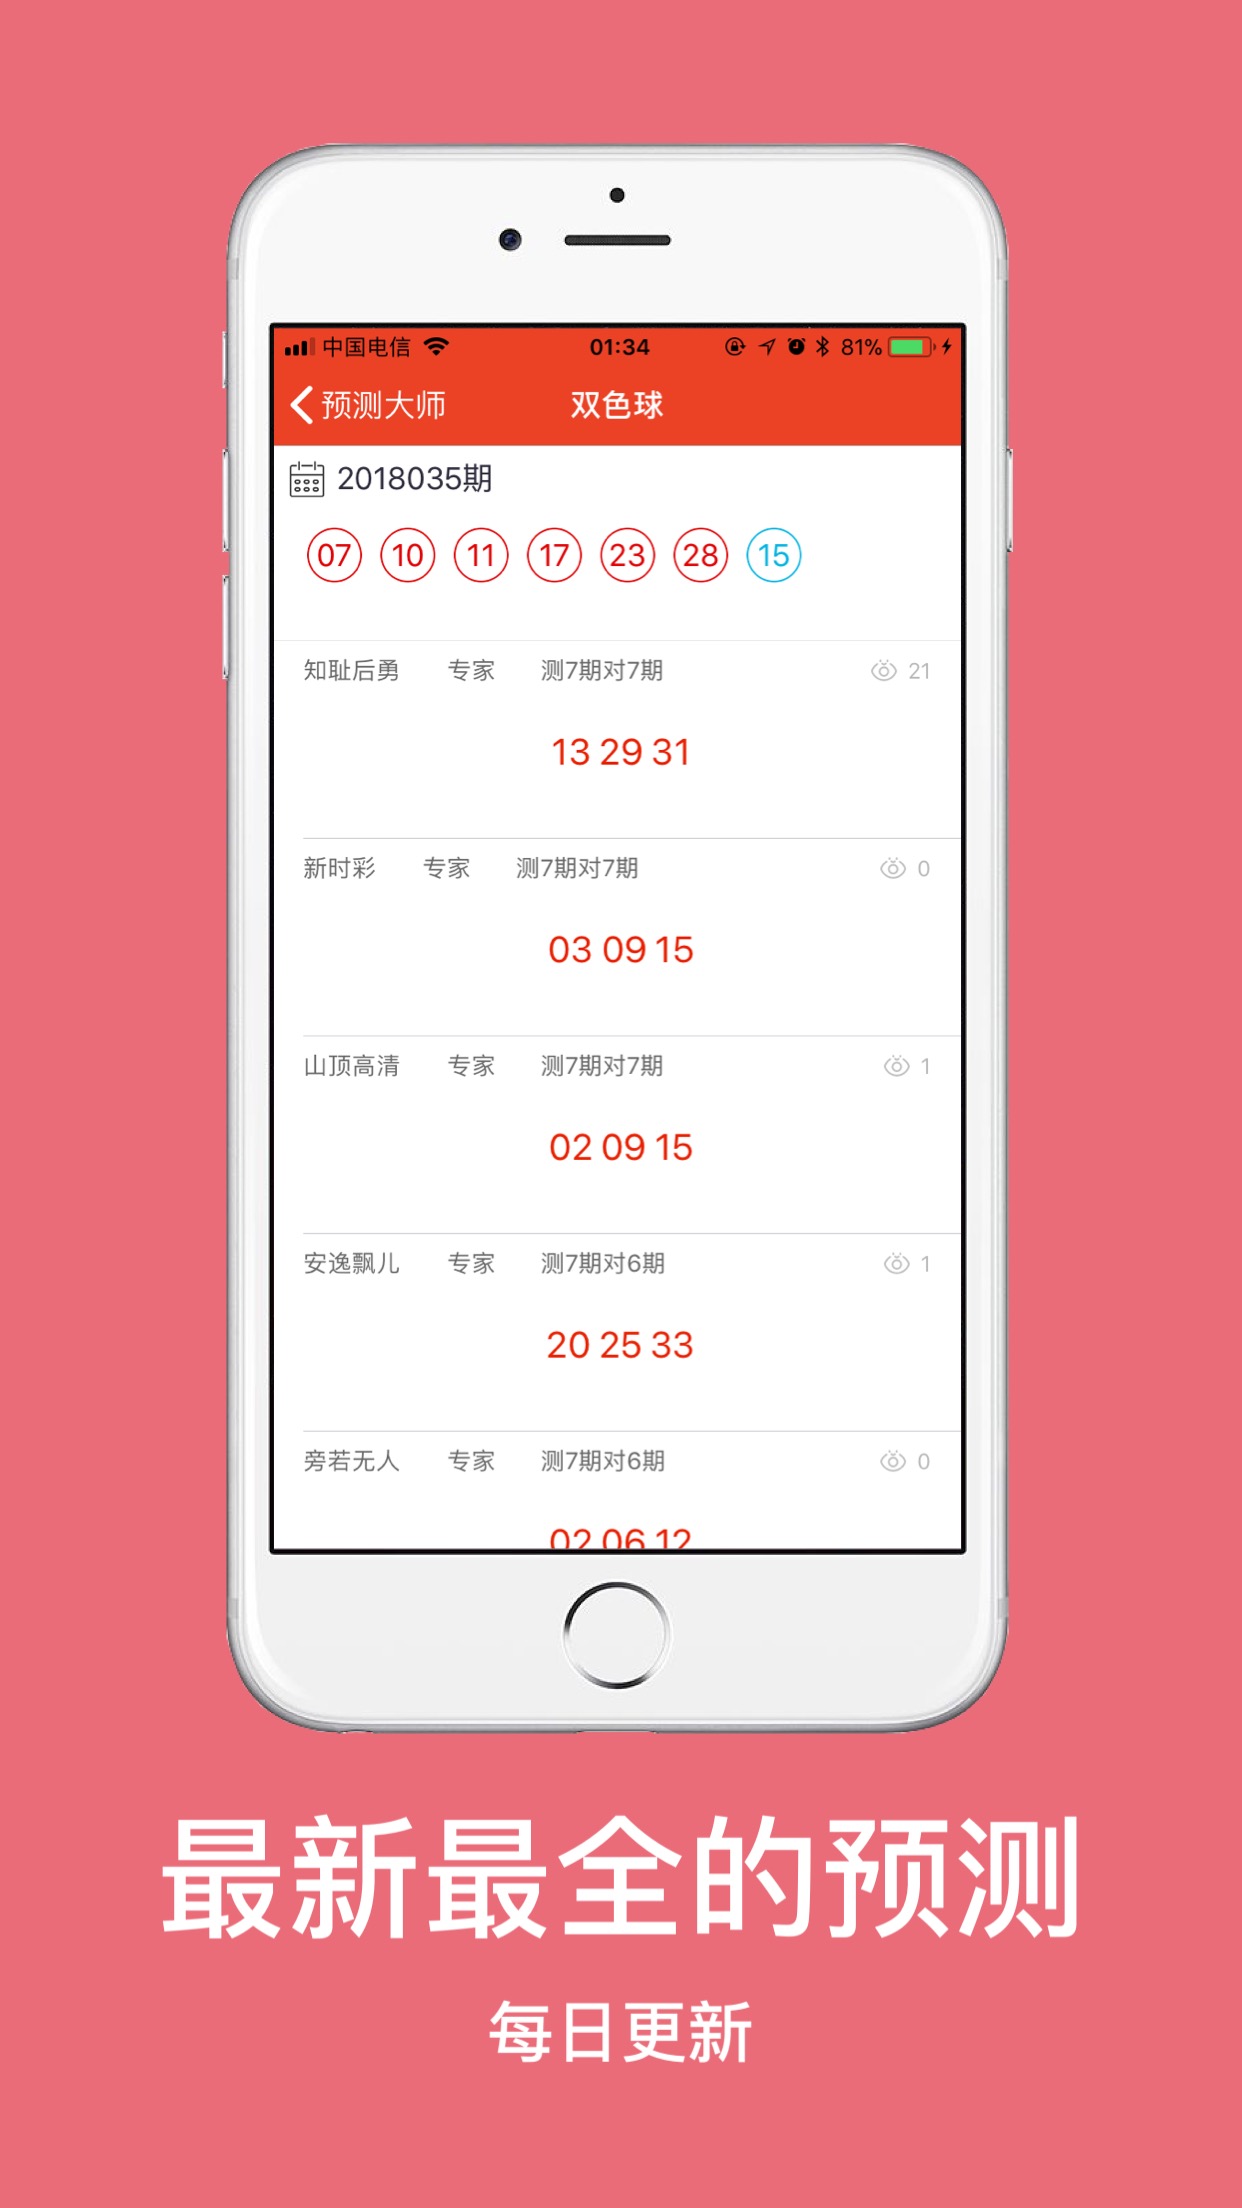 中国电信 01:34 81%
预测大师 双色球
2018035期
07 10 11 17 23 28 15
知耻后勇 专家 测7期对7期 21
13 29 31
新时彩 专家 测7期对7期 0
03 09 15
山顶高清 专家 测7期对7期 1
02 09 15
安逸飘儿 专家 测7期对6期 1
20 25 33
旁若无人 专家 测7期对6期 0
02 06 12
最新最全的预测
每日更新